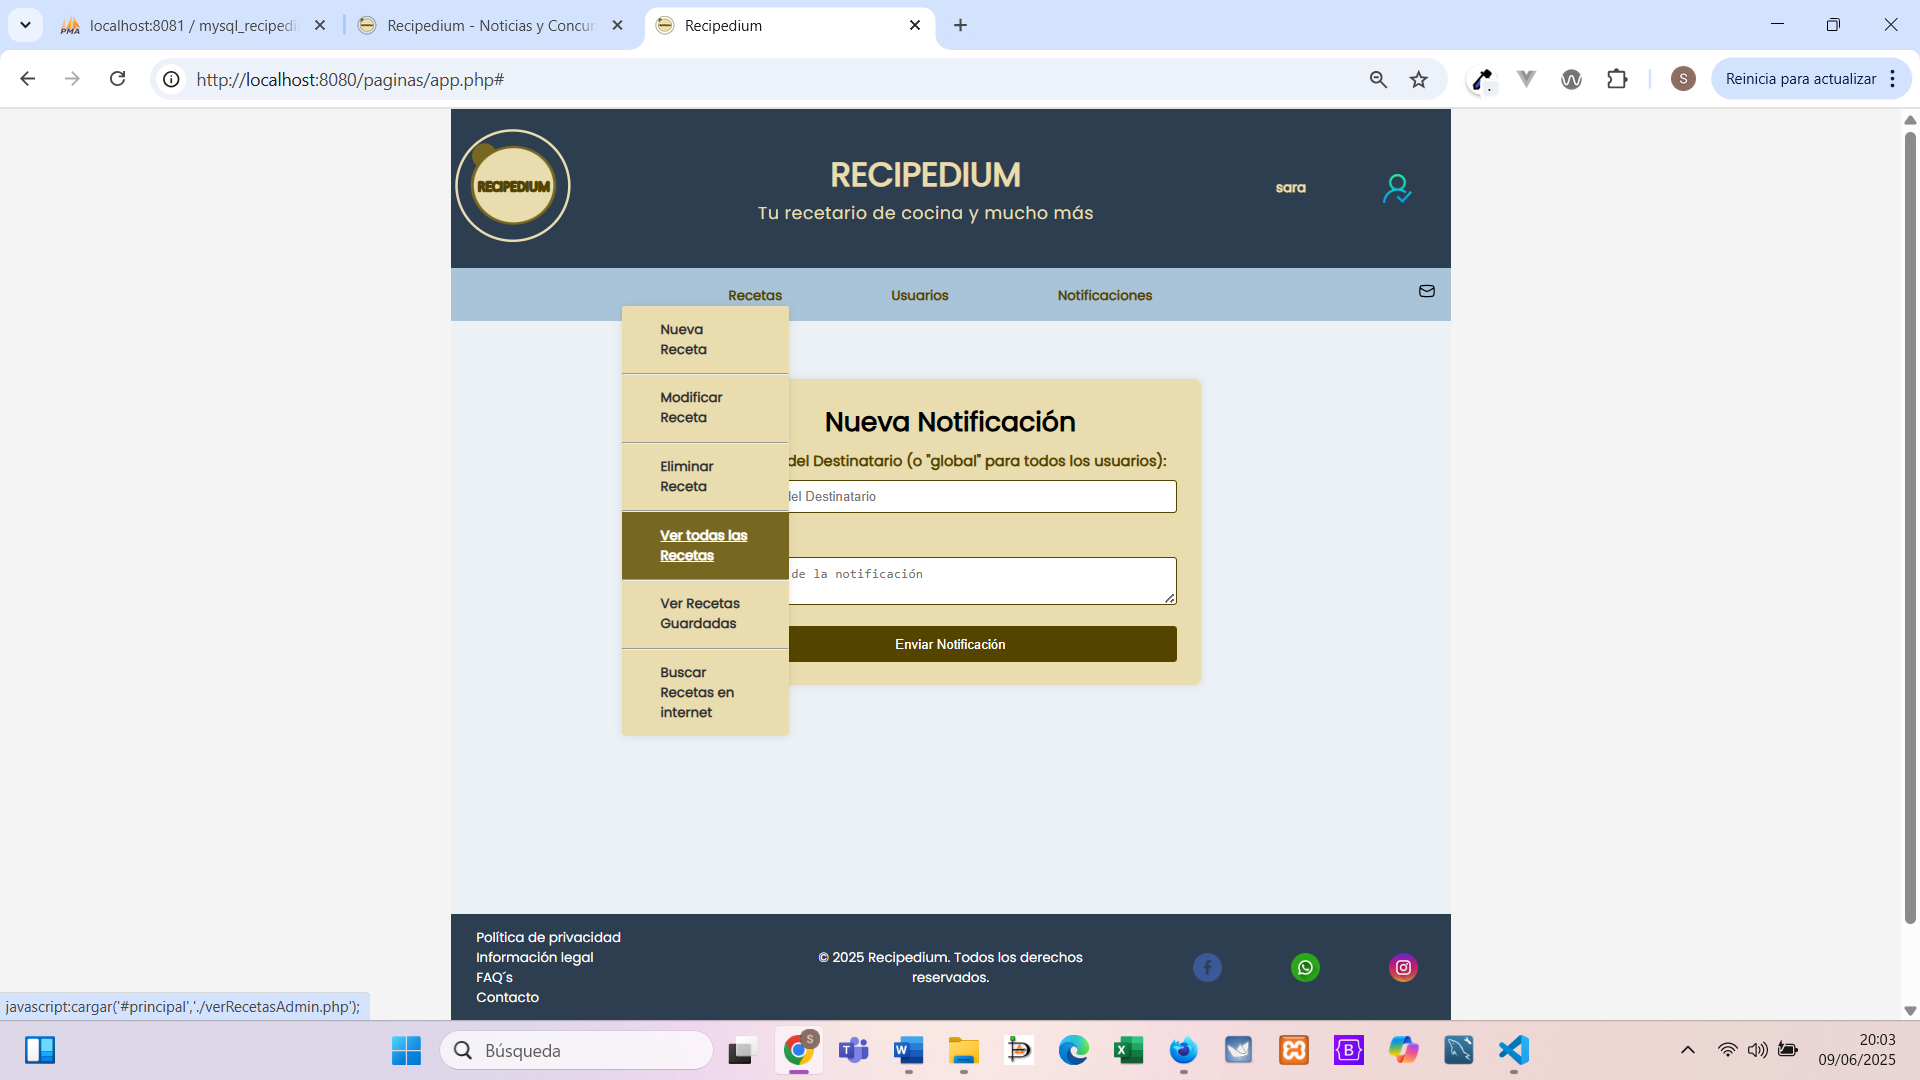 localhost:8081 / mysql_recipedi
Recipedium - Noticias y Concur
Recipedium
http://localhost:8080/paginas/app.php#
S
Reinicia para actualizar
RECIPEDIUM
RECIPEDIUM
Tu recetario de cocina y mucho más
sara
Recetas
Usuarios
Notificaciones
Nueva
Receta
Modificar
Receta
Eliminar
Receta
Ver todas las
Recetas
Ver Recetas
Guardadas
Buscar
Recetas en
internet
Nueva Notificación
del Destinatario (o "global" para todos los usuarios):
del Destinatario
de la notificación
Enviar Notificación
Política de privacidad
Información legal
FAQ´s
Contacto
© 2025 Recipedium. Todos los derechos
reservados.
javascript:cargar('#principal','./verRecetasAdmin.php');
Búsqueda
20:03
09/06/2025